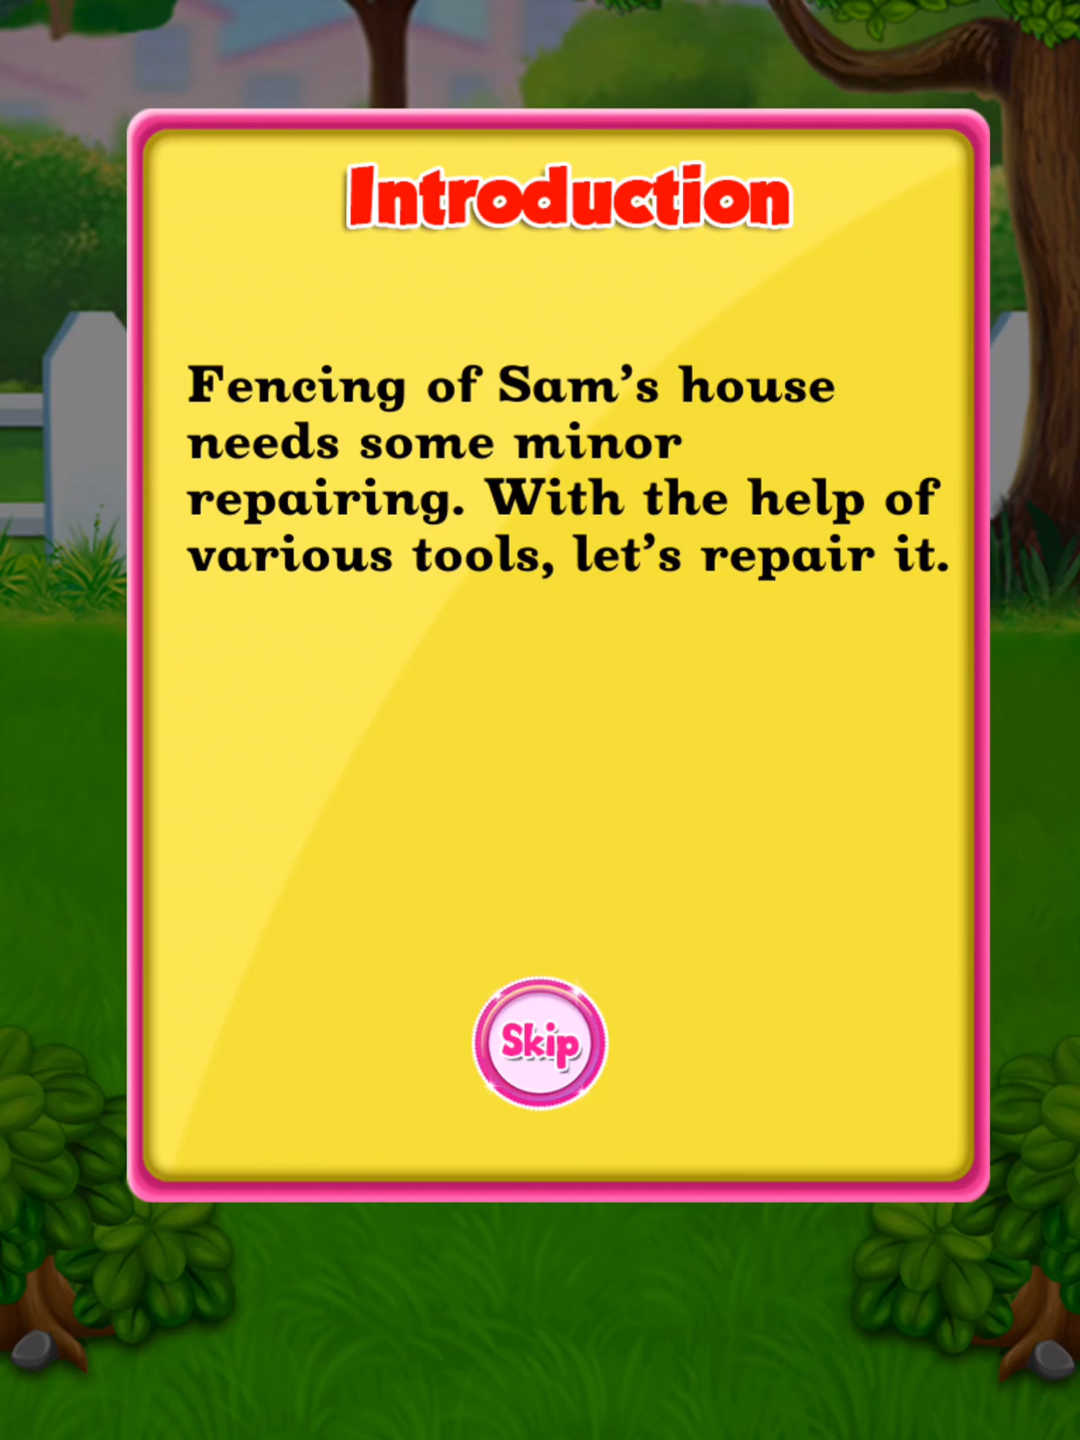 Introduction
Fencing of Sam's house
needs some minor
repairing. With the help of
various tools, let's repair it.
Skip